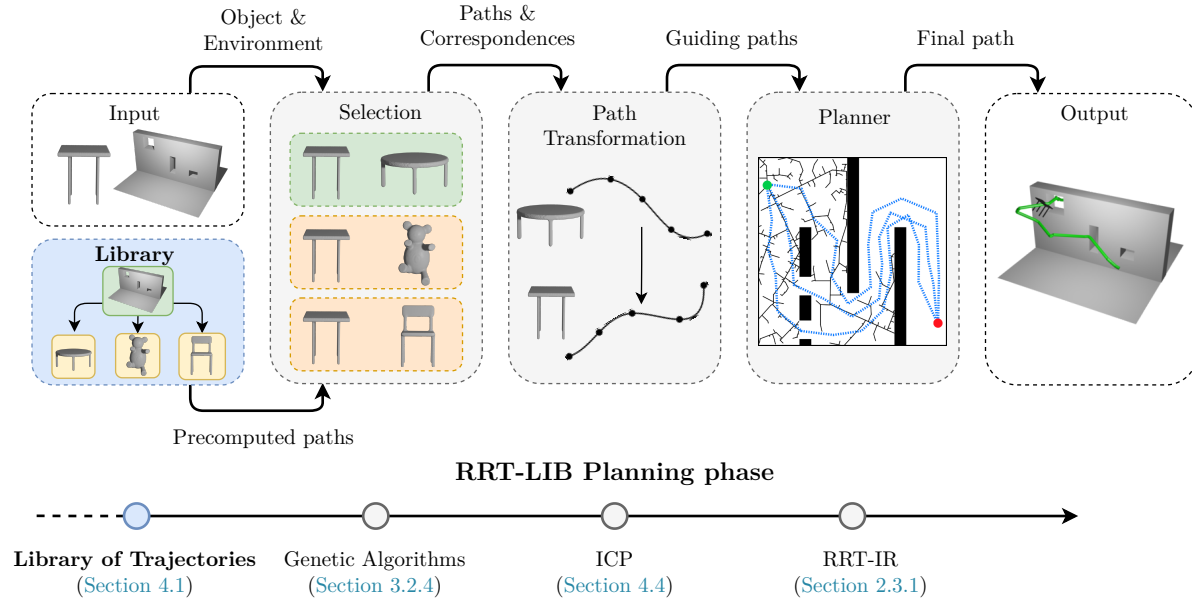 Object &
Environment
Paths &
Correspondences
Guiding paths
Final path
Input
Selection
Path
Transformation
Planner
Output
Library
Precomputed paths
RRT-LIB Planning phase
Library of Trajectories
(Section 4.1)
Genetic Algorithms
(Section 3.2.4)
ICP
(Section 4.4)
RRT-IR
(Section 2.3.1)